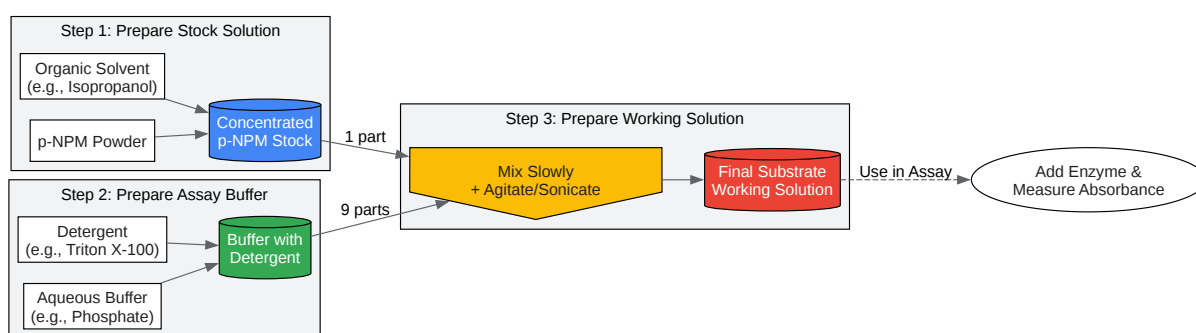 Step 1: Prepare Stock Solution
Organic Solvent
(e.g., Isopropanol)
p-NPM Powder
Concentrated
p-NPM Stock
1 part
Step 2: Prepare Assay Buffer
Detergent
(e.g., Triton X-100)
Aqueous Buffer
(e.g., Phosphate)
Buffer with
Detergent
9 parts
Step 3: Prepare Working Solution
Mix Slowly
+ Agitate/Sonicate
Final Substrate
Working Solution
Use in Assay
Add Enzyme &
Measure Absorbance